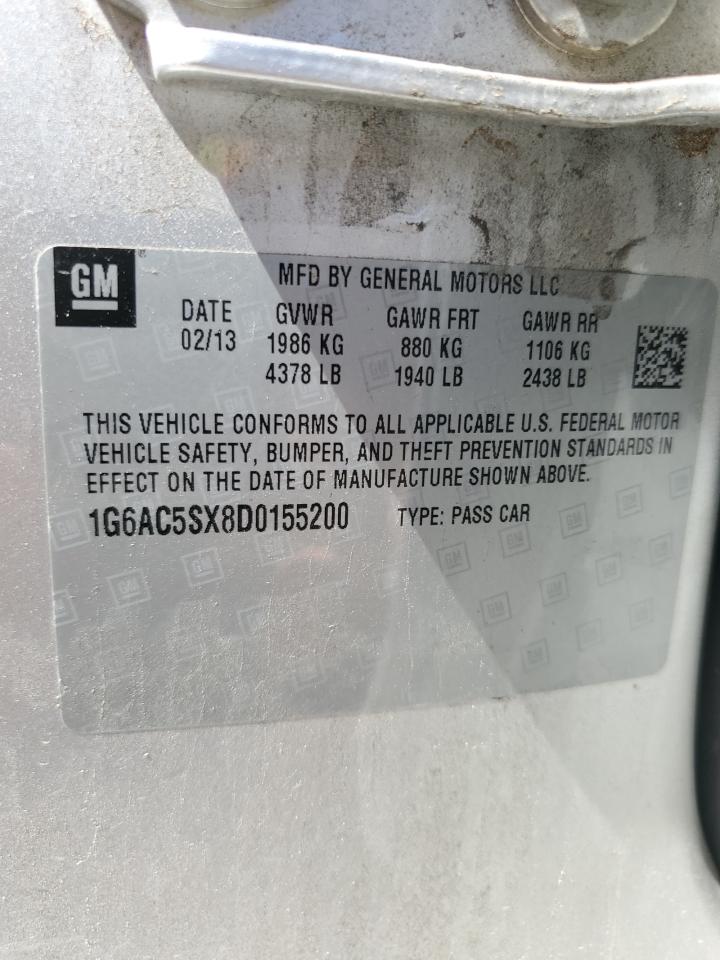 GM
MFD BY GENERAL MOTORS LLC
DATE GVWR GAWR FRT GAWR RR
02/13 1986 KG 880 KG 1106 KG
4378 LB 1940 LB 2438 LB
THIS VEHICLE CONFORMS TO ALL APPLICABLE U.S. FEDERAL MOTOR
VEHICLE SAFETY, BUMPER, AND THEFT PREVENTION STANDARDS IN
EFFECT ON THE DATE OF MANUFACTURE SHOWN ABOVE.
1G6AC5SX8D0155200 TYPE: PASS CAR